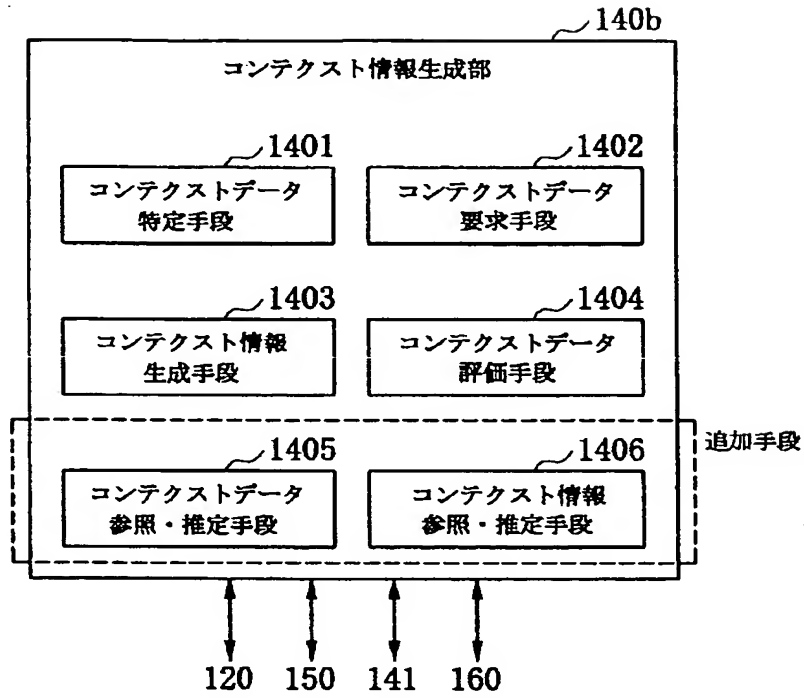 140b
コンテクスト情報生成部
1401
1402
コンテクストデータ
特定手段
コンテクストデータ
要求手段
1403
1404
コンテクスト情報
生成手段
コンテクストデータ
評価手段
追加手段
1405
1406
コンテクストデータ
参照・推定手段
コンテクスト情報
参照・推定手段
120 150 141 160